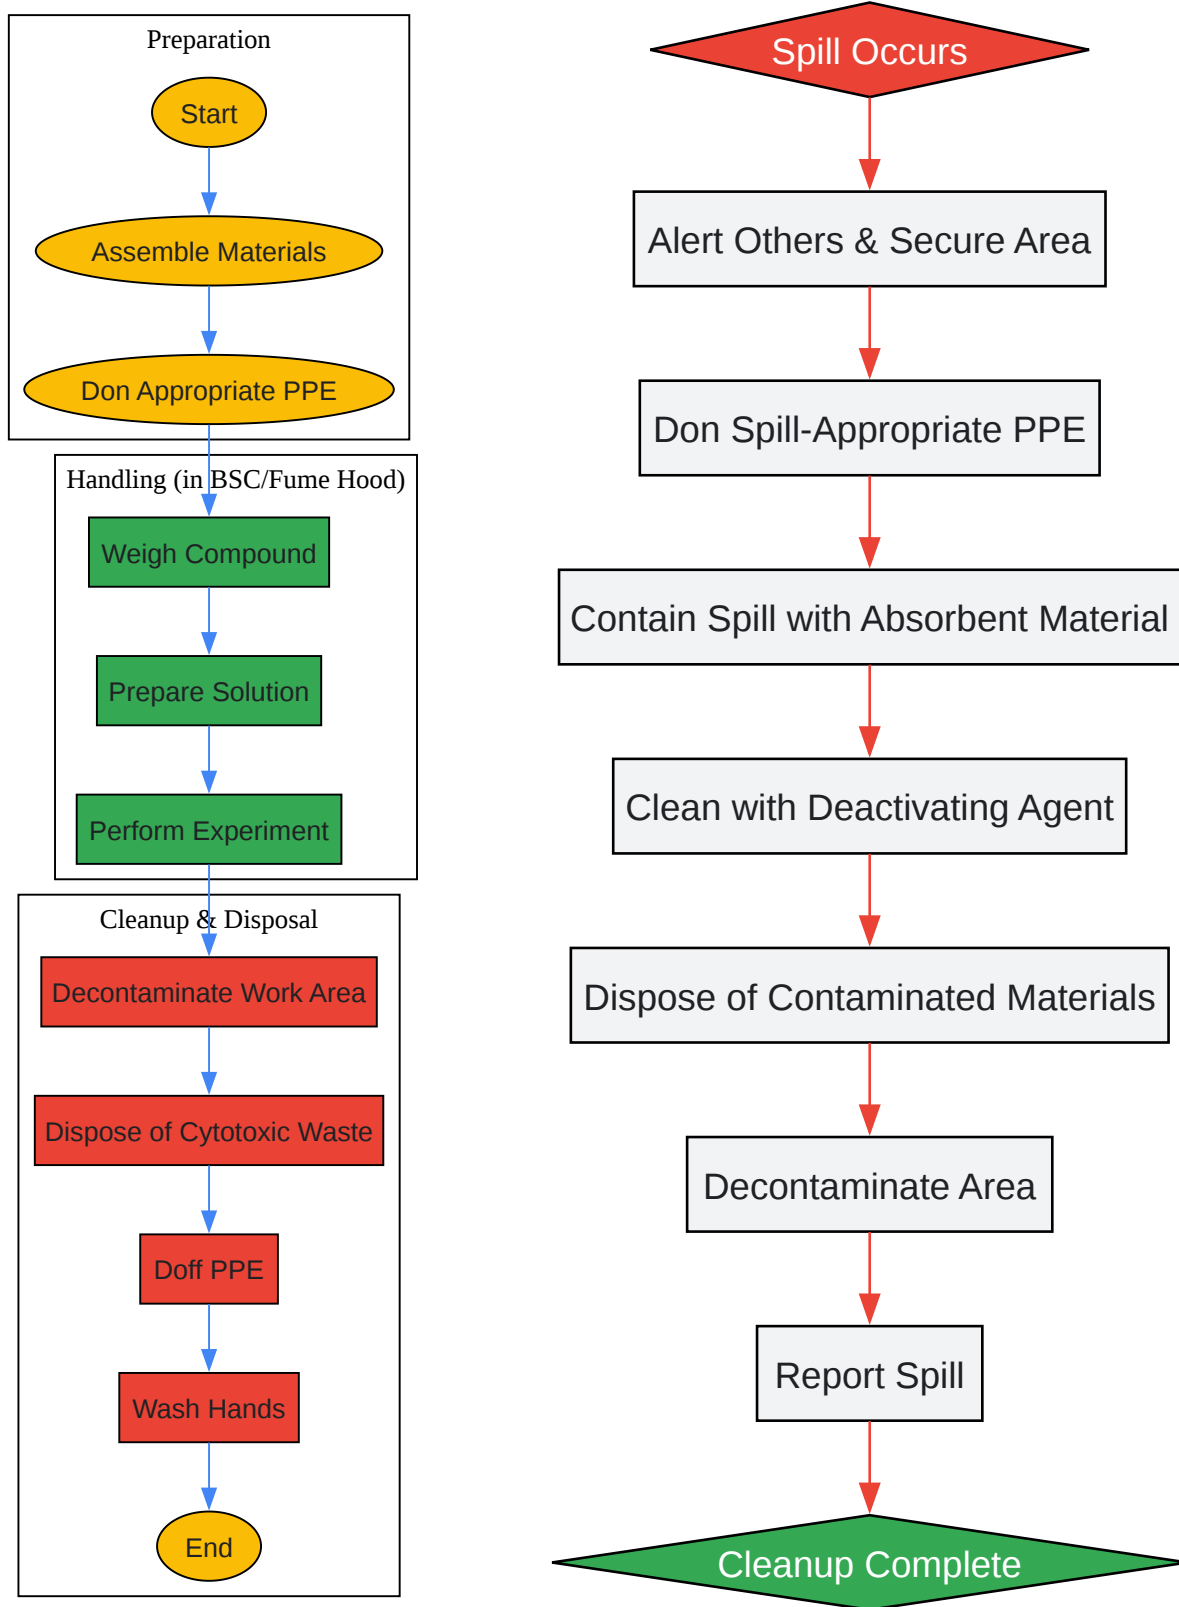 Preparation
Start
Assemble Materials
Don Appropriate PPE
Handling (in BSC/Fume Hood)
Weigh Compound
Prepare Solution
Perform Experiment
Cleanup & Disposal
Decontaminate Work Area
Dispose of Cytotoxic Waste
Doff PPE
Wash Hands
End
Spill Occurs
Alert Others & Secure Area
Don Spill-Appropriate PPE
Contain Spill with Absorbent Material
Clean with Deactivating Agent
Dispose of Contaminated Materials
Decontaminate Area
Report Spill
Cleanup Complete